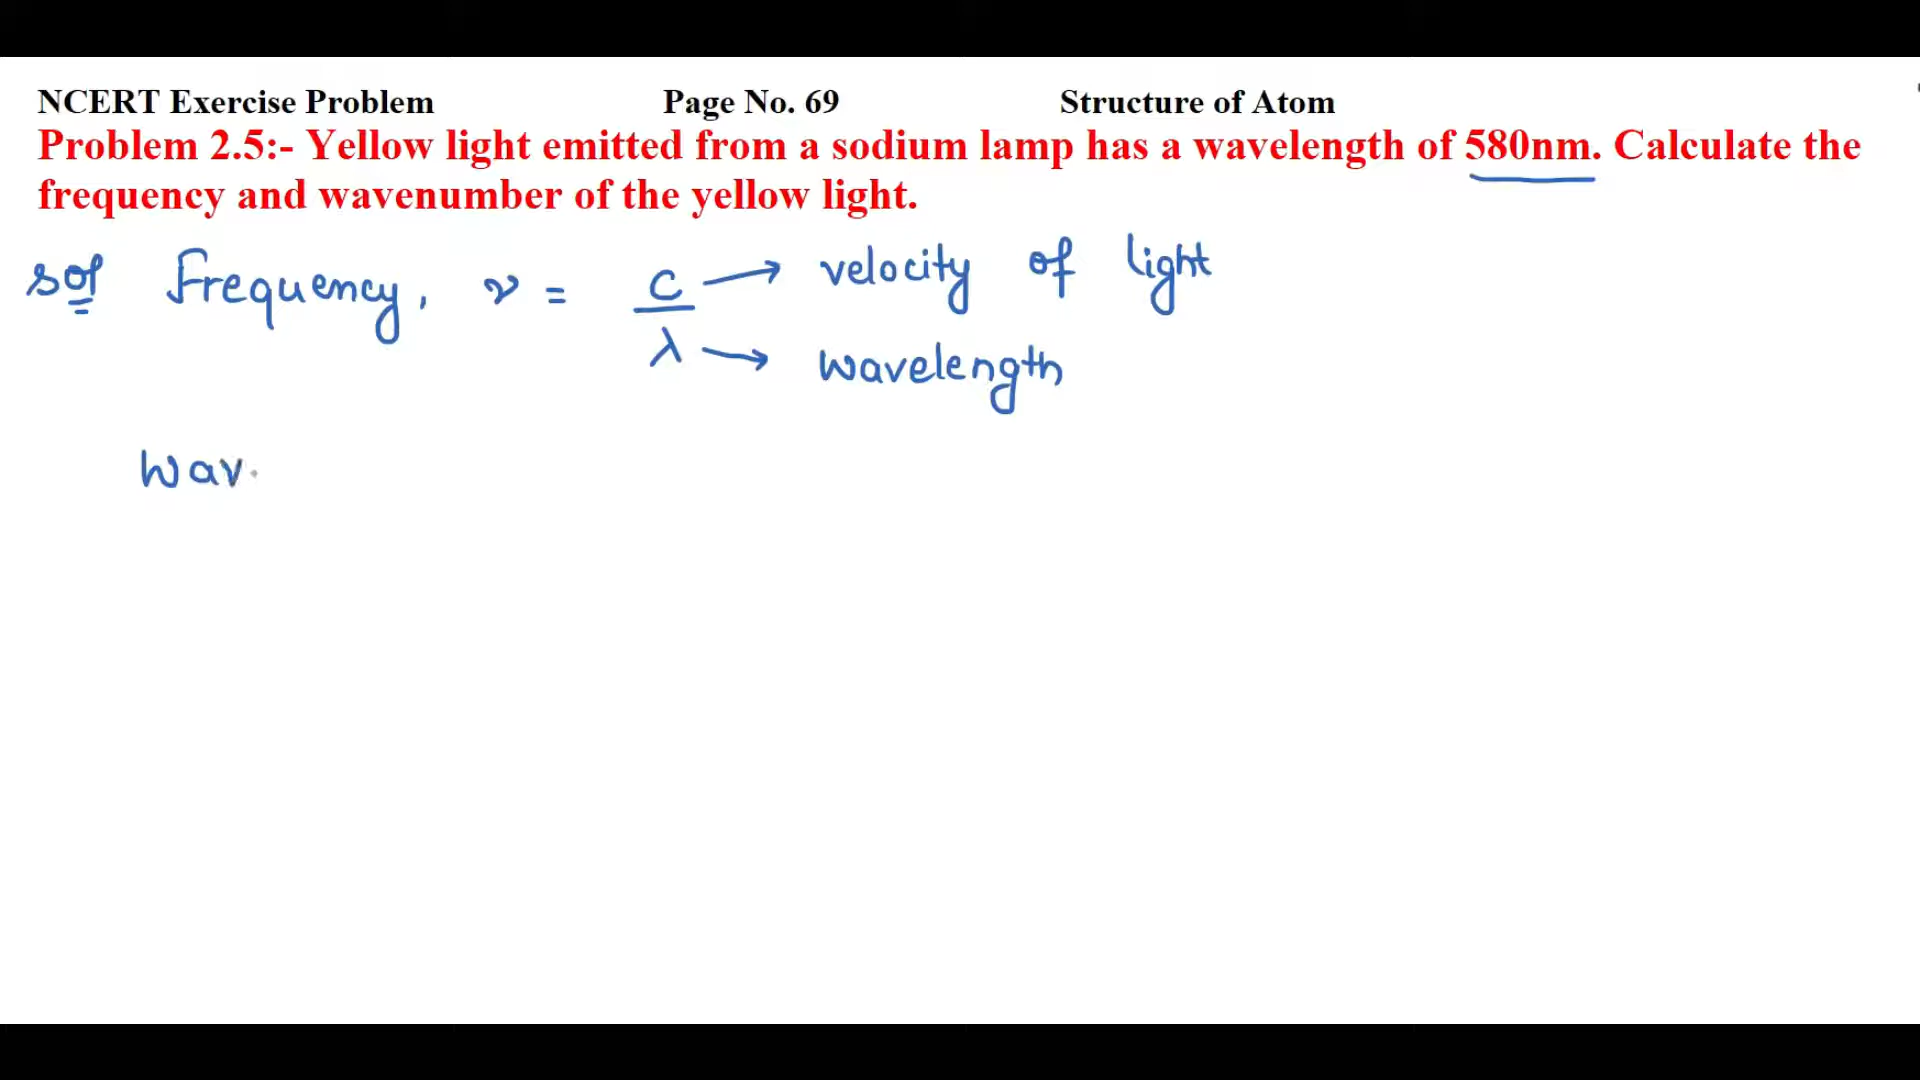 NCERT Exercise Problem Page No. 69 Structure of Atom
Problem 2.5:- Yellow light emitted from a sodium lamp has a wavelength of 580nm. Calculate the
frequency and wavenumber of the yellow light.
sol Frequency, ν = c → velocity of light
λ → wavelength
Wav